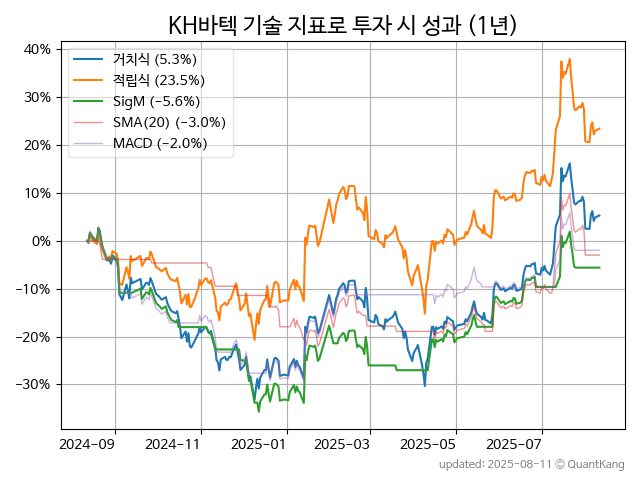 KH바텍 기술 지표로 투자 시 성과 (1년)
거치식 (5.3%)
적립식 (23.5%)
SigM (−5.6%)
SMA(20) (−3.0%)
MACD (−2.0%)
40%
30%
20%
10%
0%
−10%
−20%
−30%
2024−09 2024−11 2025−01 2025−03 2025−05 2025−07
updated: 2025-08-11 © QuantKang